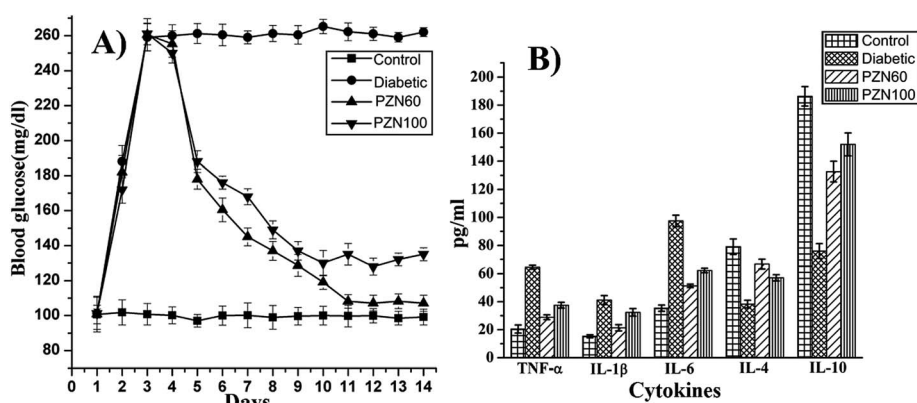 A)
Blood glucose(mg/dl)
260
240
220
200
180
160
140
120
100
80
0 1 2 3 4 5 6 7 8 9 10 11 12 13 14
Days
Control
Diabetic
PZN60
PZN100
B)
pg/ml
200
180
160
140
120
100
80
60
40
20
0
TNF-α IL-1β IL-6 IL-4 IL-10
Cytokines
Control
Diabetic
PZN60
PZN100